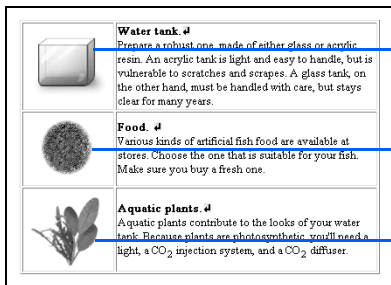 Water tank.↵
Prepare a robust one, made of either glass or acrylic
resin. An acrylic tank is light and easy to handle, but is
vulnerable to scratches and scrapes. A glass tank, on
the other hand, must be handled with care, but stays
clear for many years.
Food. ↵
Various kinds of artificial fish food are available at
stores. Choose the one that is suitable for your fish.
Make sure you buy a fresh one.
Aquatic plants.↵
Aquatic plants contribute to the looks of your water
tank. Because plants are photosynthetic, you'll need a
light, a CO2 injection system, and a CO2 diffuser.